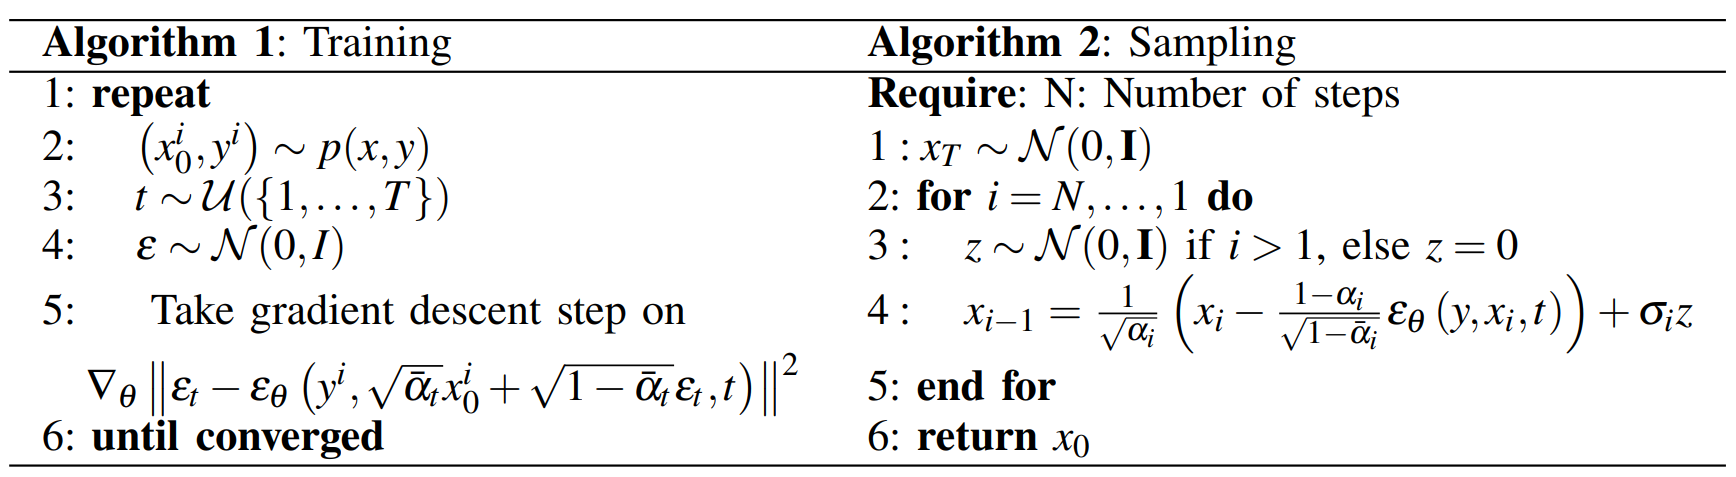 Algorithm 1: Training
1: repeat
2: (x_0^i, y^i) ∼ p(x, y)
3: t ∼ 𝒰({1, …, T})
4: ε ∼ 𝒩(0, I)
5: Take gradient descent step on
∇_θ ‖ε_t − ε_θ (y^i, √ᾱ_t x_0^i + √(1 − ᾱ_t) ε_t, t)‖^2
6: until converged
Algorithm 2: Sampling
Require: N: Number of steps
1 : x_T ∼ 𝒩(0, I)
2: for i = N, …, 1 do
3 : z ∼ 𝒩(0, I) if i > 1, else z = 0
4 : x_{i−1} = 1/√α_i (x_i − (1−α_i)/√(1−ᾱ_i) ε_θ (y, x_i, t)) + σ_i z
5: end for
6: return x_0